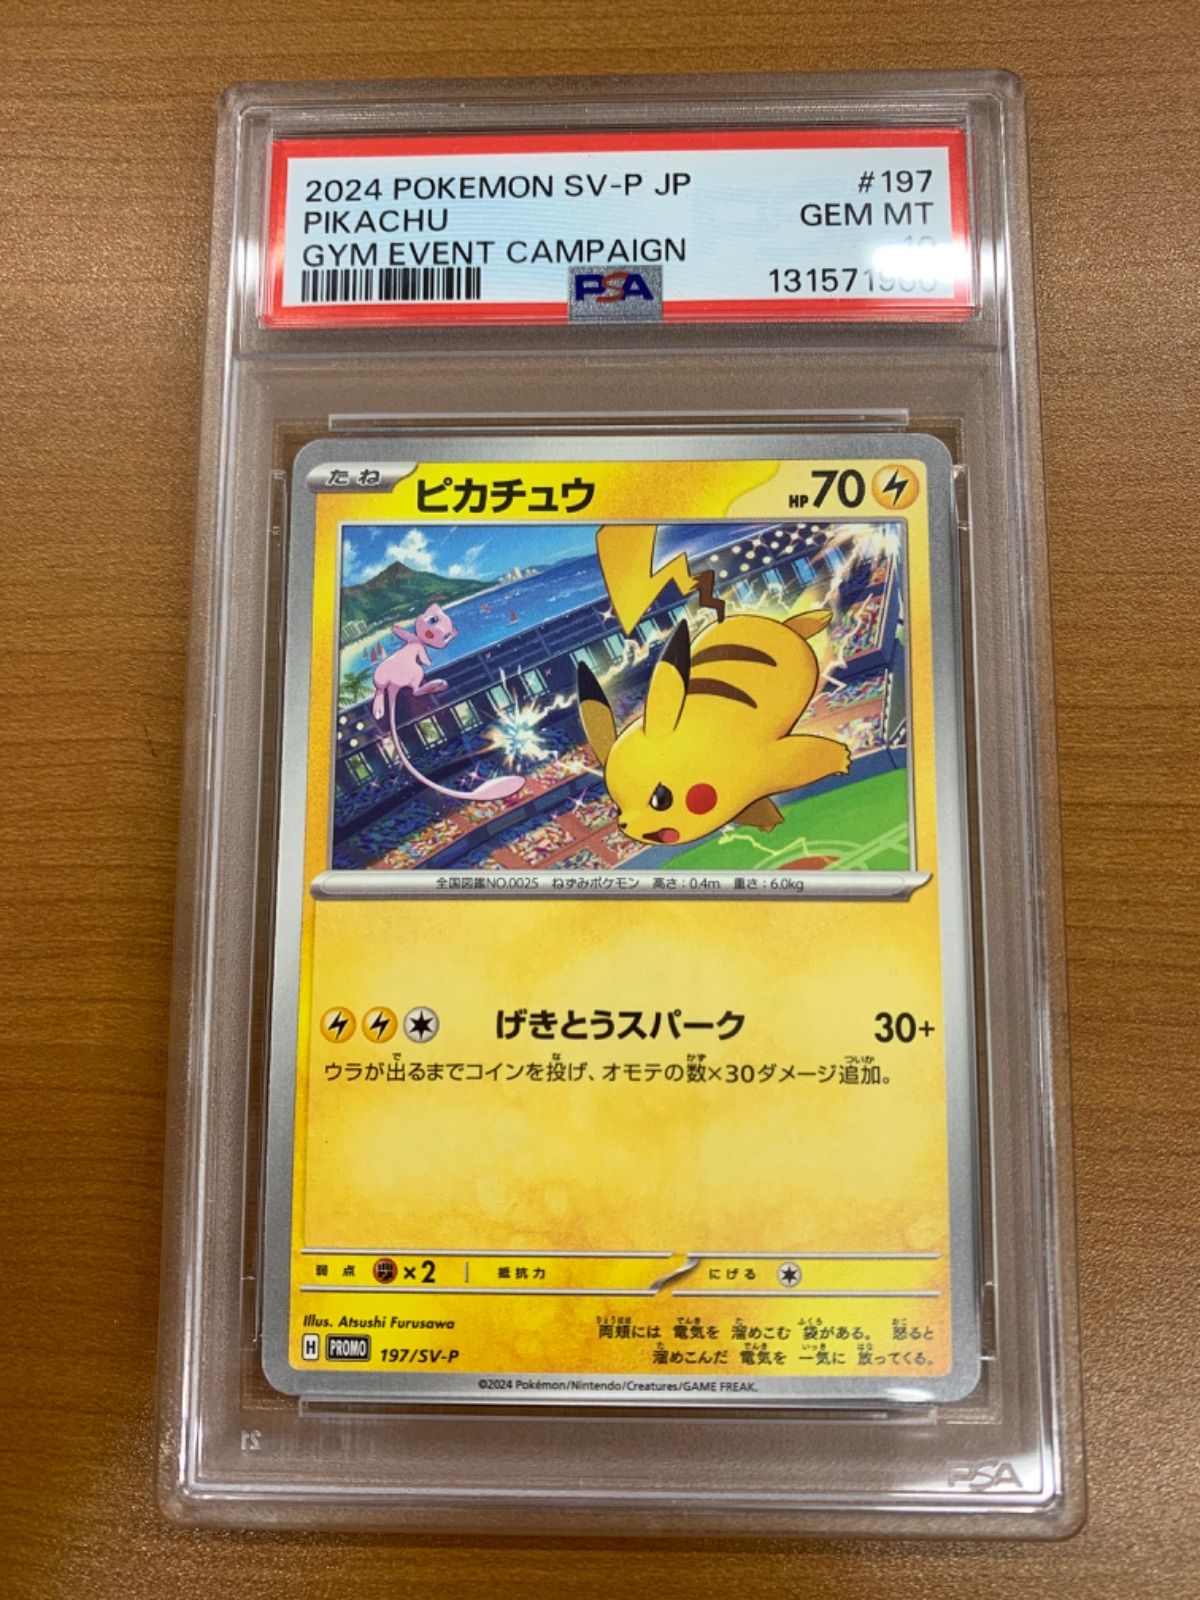 2024 POKEMON SV-P JP #197
PIKACHU GEM MT
GYM EVENT CAMPAIGN 10
PSA
たね ピカチュウ HP 70
全国図鑑NO.0025 ねずみポケモン 高さ:0.4m 重さ:6.0kg
げきとうスパーク 30+
ウラが出るまでコインを投げ、オモテの数×30ダメージ追加。
弱点 ×2 抵抗力 にげる
Illus. Atsushi Furusawa
両頬には 電気を 溜めこむ 袋がある。 怒ると
溜めこんだ 電気を 一気に 放ってくる。
H PROMO 197/SV-P
©2024 Pokémon/Nintendo/Creatures/GAME FREAK.
21
PSA